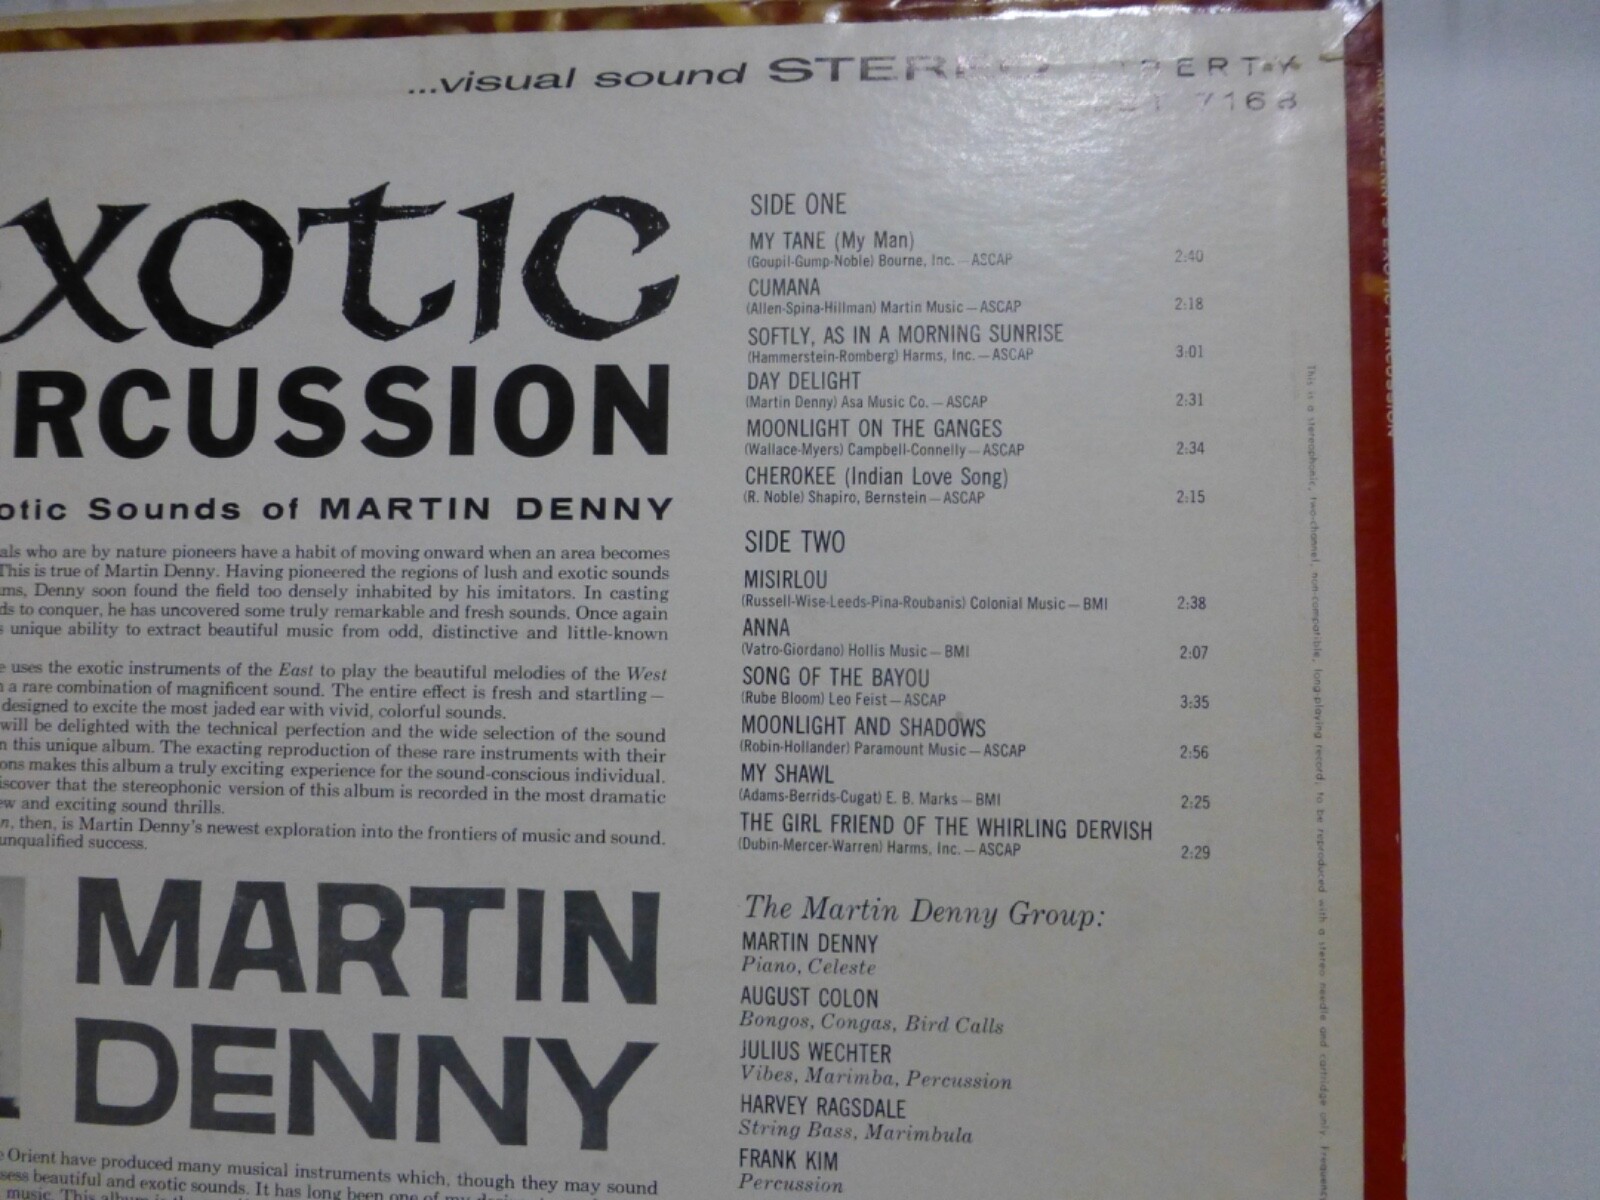 ...visual sound STEREO LIBERTY
LST 7168
EXOTIC
PERCUSSION
Exotic Sounds of MARTIN DENNY
who are by nature pioneers have a habit of moving onward when an area becomes
This is true of Martin Denny. Having pioneered the regions of lush and exotic sounds
Denny soon found the field too densely inhabited by his imitators. In casting
to conquer, he has uncovered some truly remarkable and fresh sounds. Once again
unique ability to extract beautiful music from odd, distinctive and little-known
uses the exotic instruments of the East to play the beautiful melodies of the West
a rare combination of magnificent sound. The entire effect is fresh and startling —
designed to excite the most jaded ear with vivid, colorful sounds.
will be delighted with the technical perfection and the wide selection of the sound
this unique album. The exacting reproduction of these rare instruments with their
makes this album a truly exciting experience for the sound-conscious individual.
discover that the stereophonic version of this album is recorded in the most dramatic
and exciting sound thrills.
then, is Martin Denny's newest exploration into the frontiers of music and sound.
unqualified success.
MARTIN
DENNY
Orient have produced many musical instruments which, though they may sound
beautiful and exotic sounds. It has long been one of my
music. This album is
SIDE ONE
MY TANE (My Man)
(Goupil-Gump-Noble) Bourne, Inc. — ASCAP 2:40
CUMANA
(Allen-Spina-Hillman) Martin Music — ASCAP 2:18
SOFTLY, AS IN A MORNING SUNRISE
(Hammerstein-Romberg) Harms, Inc. — ASCAP 3:01
DAY DELIGHT
(Martin Denny) Asa Music Co. — ASCAP 2:31
MOONLIGHT ON THE GANGES
(Wallace-Myers) Campbell-Connelly — ASCAP 2:34
CHEROKEE (Indian Love Song)
(R. Noble) Shapiro, Bernstein — ASCAP 2:15
SIDE TWO
MISIRLOU
(Russell-Wise-Leeds-Pina-Roubanis) Colonial Music — BMI 2:38
ANNA
(Vatro-Giordano) Hollis Music — BMI 2:07
SONG OF THE BAYOU
(Rube Bloom) Leo Feist — ASCAP 3:35
MOONLIGHT AND SHADOWS
(Robin-Hollander) Paramount Music — ASCAP 2:56
MY SHAWL
(Adams-Berrids-Cugat) E. B. Marks — BMI 2:25
THE GIRL FRIEND OF THE WHIRLING DERVISH
(Dubin-Mercer-Warren) Harms, Inc. — ASCAP 2:29
The Martin Denny Group:
MARTIN DENNY
Piano, Celeste
AUGUST COLON
Bongos, Congas, Bird Calls
JULIUS WECHTER
Vibes, Marimba, Percussion
HARVEY RAGSDALE
String Bass, Marimbula
FRANK KIM
Percussion
This is a stereophonic, two-channel, non-compatible, long-playing record, to be reproduced with a stereo needle and cartridge only.
MARTIN DENNY'S EXOTIC PERCUSSION